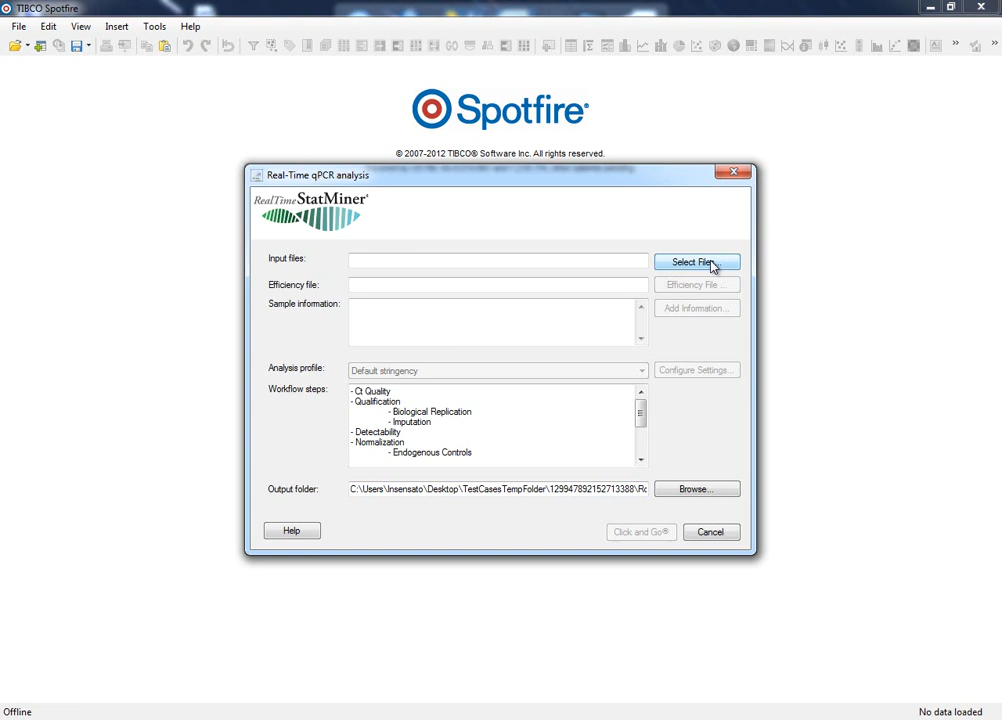 TIBCO Spotfire
File Edit View Insert Tools Help
GO
Spotfire
© 2007-2012 TIBCO® Software Inc. All rights reserved.
Real-Time qPCR analysis
RealTime StatMiner®
Input files:
Select Files...
Efficiency file:
Efficiency File ...
Sample information:
Add Information...
Analysis profile:
Default stringency
Configure Settings...
Workflow steps:
- Ct Quality
- Qualification
- Biological Replication
- Imputation
- Detectability
- Normalization
- Endogenous Controls
Output folder:
C:\Users\Insensato\Desktop\TestCasesTempFolder\129947892152713388\Rc
Browse...
Help
Click and Go®
Cancel
Offline
No data loaded